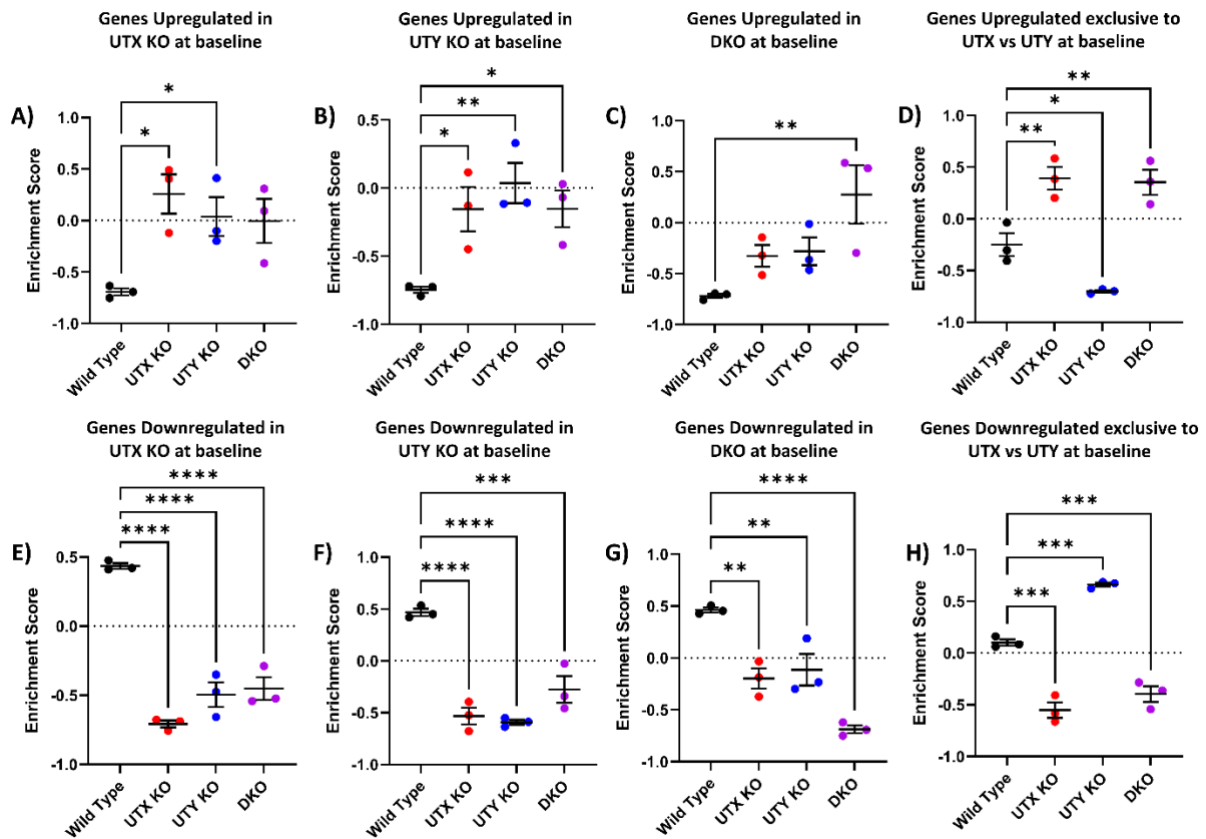 Genes Upregulated in
UTX KO at baseline
Genes Upregulated in
UTY KO at baseline
Genes Upregulated in
DKO at baseline
Genes Upregulated exclusive to
UTX vs UTY at baseline
A)
Enrichment Score
1.0
0.5
0.0
-0.5
-1.0
*
*
Wild Type
UTX KO
UTY KO
DKO
B)
Enrichment Score
0.5
0.0
-0.5
-1.0
*
**
*
Wild Type
UTX KO
UTY KO
DKO
C)
Enrichment Score
1.0
0.5
0.0
-0.5
-1.0
**
Wild Type
UTX KO
UTY KO
DKO
D)
Enrichment Score
1.0
0.5
0.0
-0.5
-1.0
**
*
**
Wild Type
UTX KO
UTY KO
DKO
Genes Downregulated in
UTX KO at baseline
Genes Downregulated in
UTY KO at baseline
Genes Downregulated in
DKO at baseline
Genes Downregulated exclusive to
UTX vs UTY at baseline
E)
Enrichment Score
0.5
0.0
-0.5
-1.0
****
****
****
Wild Type
UTX KO
UTY KO
DKO
F)
Enrichment Score
1.0
0.5
0.0
-0.5
-1.0
***
****
****
Wild Type
UTX KO
UTY KO
DKO
G)
Enrichment Score
1.0
0.5
0.0
-0.5
-1.0
****
**
**
Wild Type
UTX KO
UTY KO
DKO
H)
Enrichment Score
1.0
0.5
0.0
-0.5
-1.0
***
***
***
Wild Type
UTX KO
UTY KO
DKO